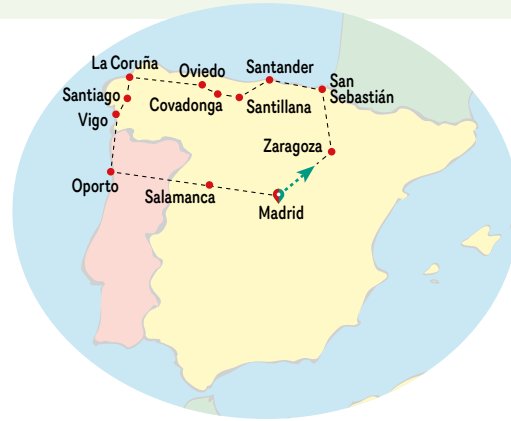 La Coruña
Oviedo
Santander
San
Sebastián
Santiago
Covadonga
Santillana
Vigo
Zaragoza
Oporto
Salamanca
Madrid